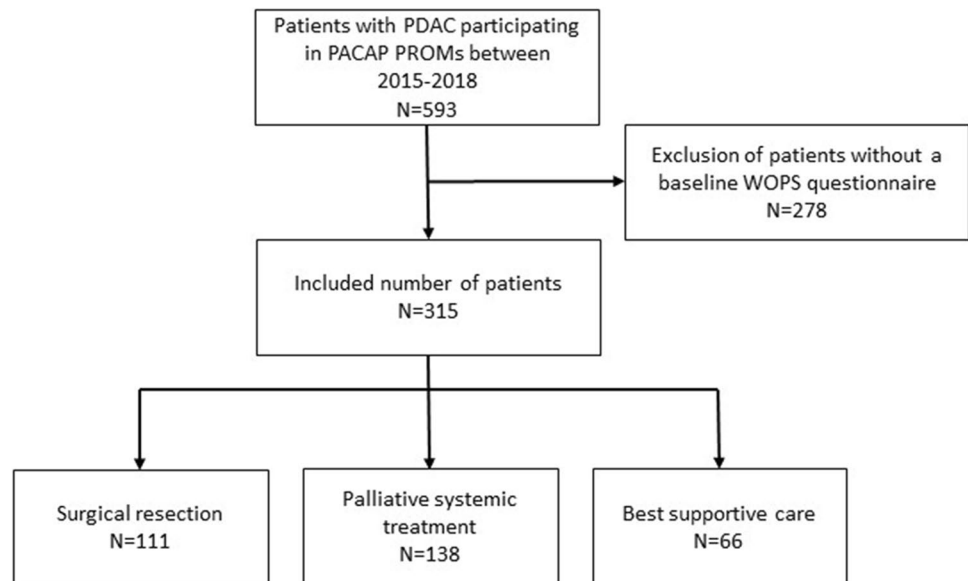 Patients with PDAC participating
in PACAP PROMs between
2015-2018
N=593
Exclusion of patients without a
baseline WOPS questionnaire
N=278
Included number of patients
N=315
Surgical resection
N=111
Palliative systemic
treatment
N=138
Best supportive care
N=66